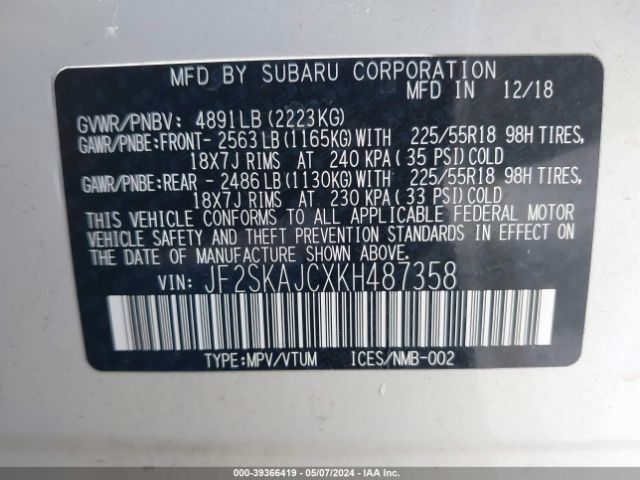 MFD BY SUBARU CORPORATION
MFD IN 12/18
GVWR/PNBV: 4891LB (2223KG)
GAWR/PNBE:FRONT- 2563 LB (1165KG) WITH 225/55R18 98H TIRES,
18X7J RIMS AT 240 KPA ( 35 PSI) COLD
GAWR/PNBE:REAR - 2486 LB (1130KG) WITH 225/55R18 98H TIRES,
18X7J RIMS AT 230 KPA ( 33 PSI) COLD
THIS VEHICLE CONFORMS TO ALL APPLICABLE FEDERAL MOTOR
VEHICLE SAFETY AND THEFT PREVENTION STANDARDS IN EFFECT
ON THE DATE OF MANUFACTURE SHOWN ABOVE.
VIN: JF2SKAJCXKH487358
TYPE:MPV/VTUM ICES/NMB-002
000-39366419 - 05/07/2024 - IAA Inc.